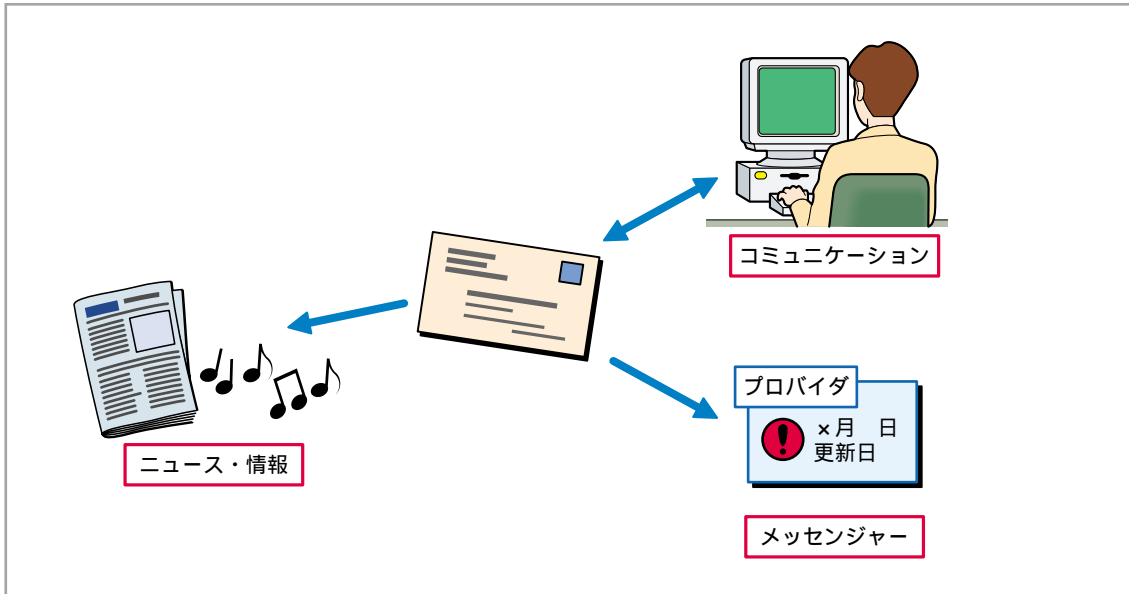 コミュニケーション
プロバイダ
×月　日
更新日
ニュース・情報
メッセンジャー